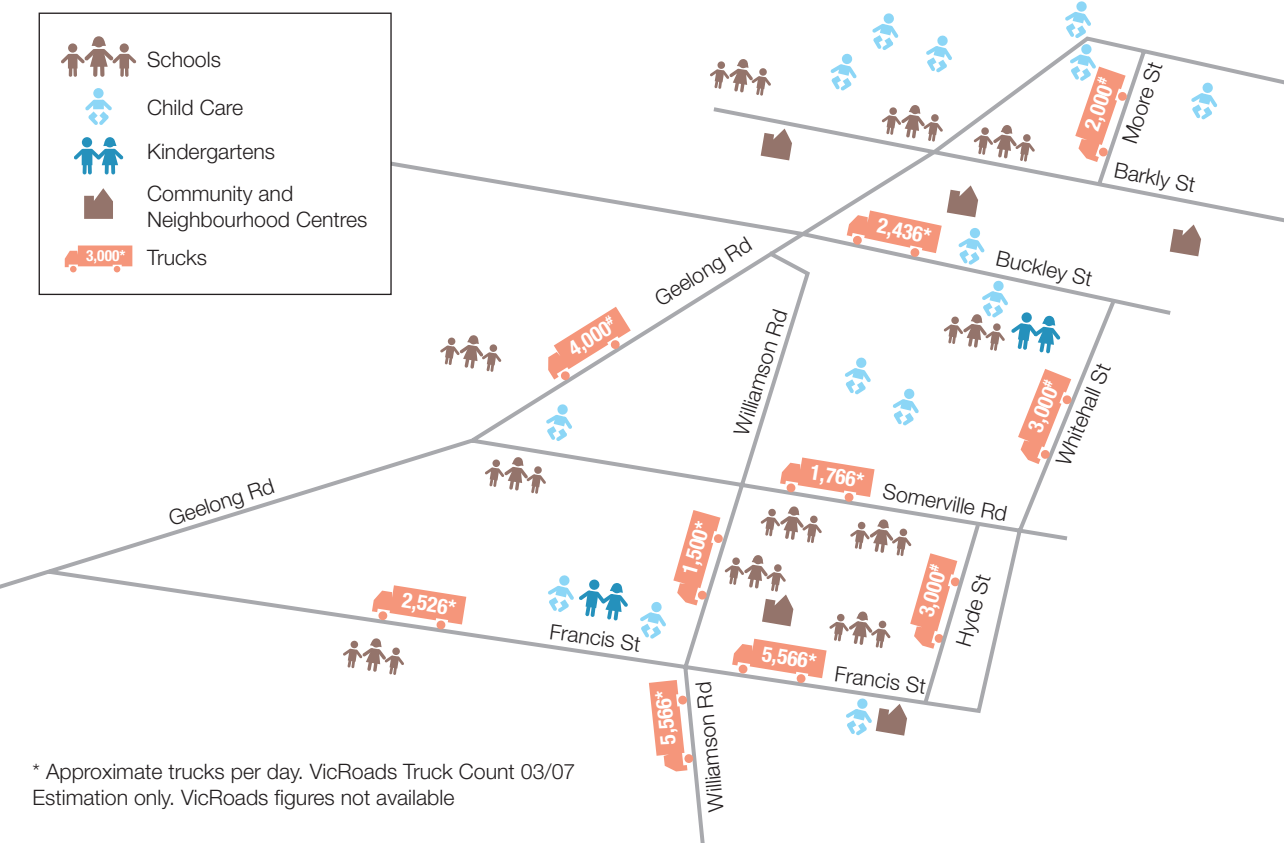 Schools
Child Care
Kindergartens
Community and
Neighbourhood Centres
3,000*
Trucks
2,000#
Moore St
Barkly St
2,436*
Buckley St
Geelong Rd
4,000#
Williamson Rd
3,000#
Whitehall St
1,766*
Somerville Rd
Geelong Rd
1,500*
3,000#
Hyde St
2,526*
Francis St
5,566*
Francis St
5,566*
Williamson Rd
* Approximate trucks per day. VicRoads Truck Count 03/07
Estimation only. VicRoads figures not available